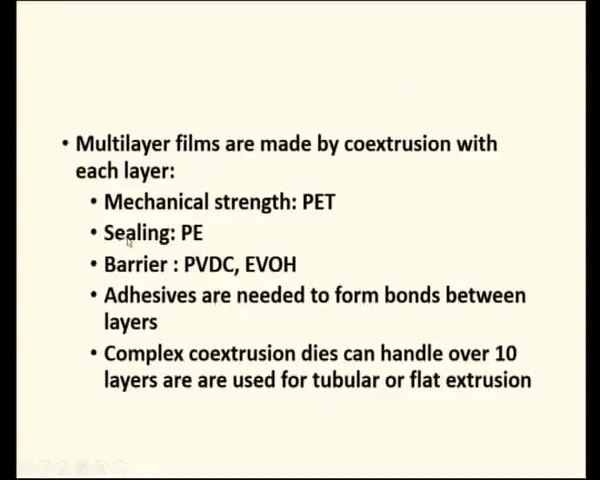 • Multilayer films are made by coextrusion with
each layer:
• Mechanical strength: PET
• Sealing: PE
• Barrier : PVDC, EVOH
• Adhesives are needed to form bonds between
layers
• Complex coextrusion dies can handle over 10
layers are are used for tubular or flat extrusion